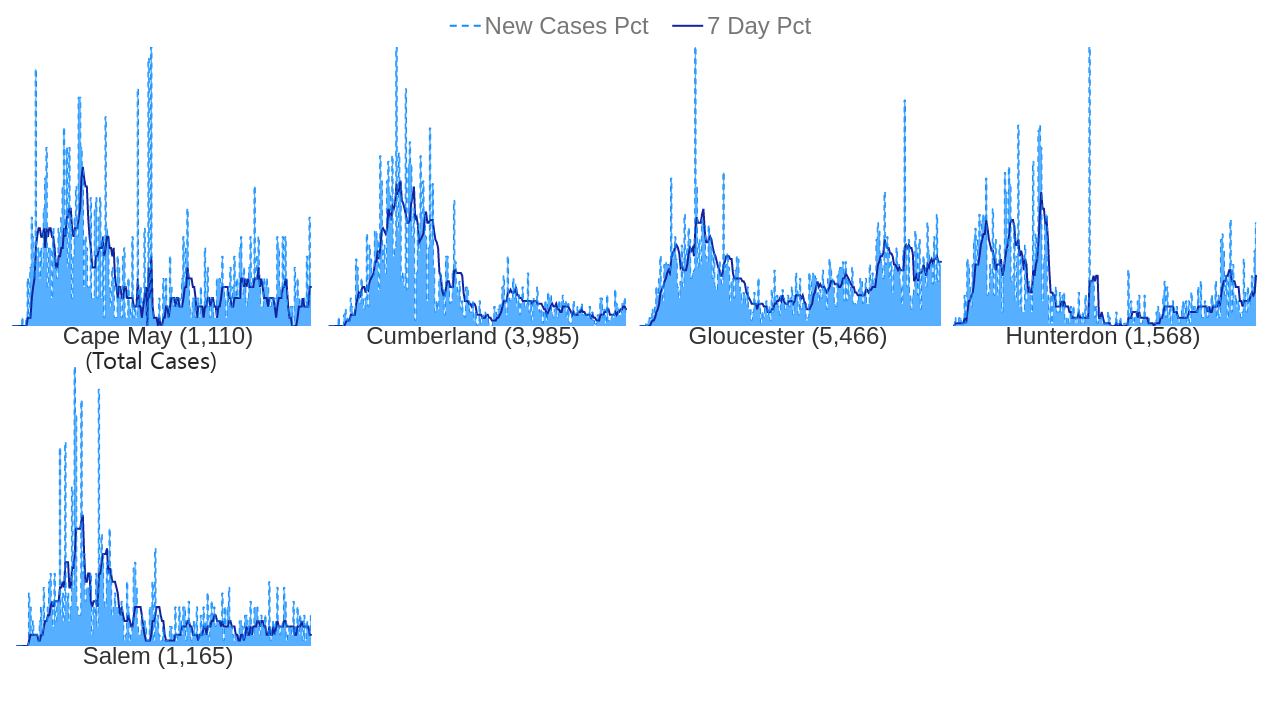 New Cases Pct 7 Day Pct
Cape May (1,110)
(Total Cases)
Cumberland (3,985)
Gloucester (5,466)
Hunterdon (1,568)
Salem (1,165)